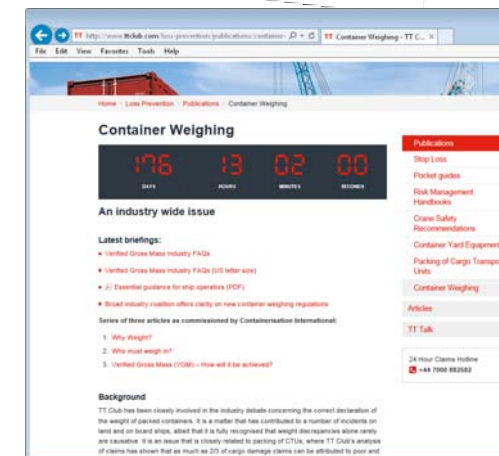 http://www.ttclub.com/loss-prevention/publications/container-
TT Container Weighing - TT C...
File Edit View Favorites Tools Help
Home Loss Prevention Publications Container Weighing
Container Weighing
176 13 02 00
DAYS HOURS MINUTES SECONDS
An industry wide issue
Latest briefings:
Verified Gross Mass Industry FAQs
Verified Gross Mass Industry FAQs (US letter size)
Essential guidance for ship operators (PDF)
Broad industry coalition offers clarity on new container weighing regulations
Series of three articles as commissioned by Containerisation International:
1. Why Weight?
2. Who must weigh in?
3. Verified Gross Mass (VGM) – How will it be achieved?
Background
TT Club has been closely involved in the industry debate concerning the correct declaration of
the weight of packed containers. It is a matter that has contributed to a number of incidents on
land and on board ships, albeit that it is fully recognised that weight discrepancies alone rarely
are causative. It is an issue that is closely related to packing of CTUs, where TT Club's analysis
of claims has shown that as much as 2/3 of cargo damage claims can be attributed to poor and
Publications
Stop Loss
Pocket guides
Risk Management
Handbooks
Crane Safety
Recommendations
Container Yard Equipment
Packing of Cargo Transpo
Units
Container Weighing
Articles
TT Talk
24 Hour Claims Hotline
+44 7000 882582